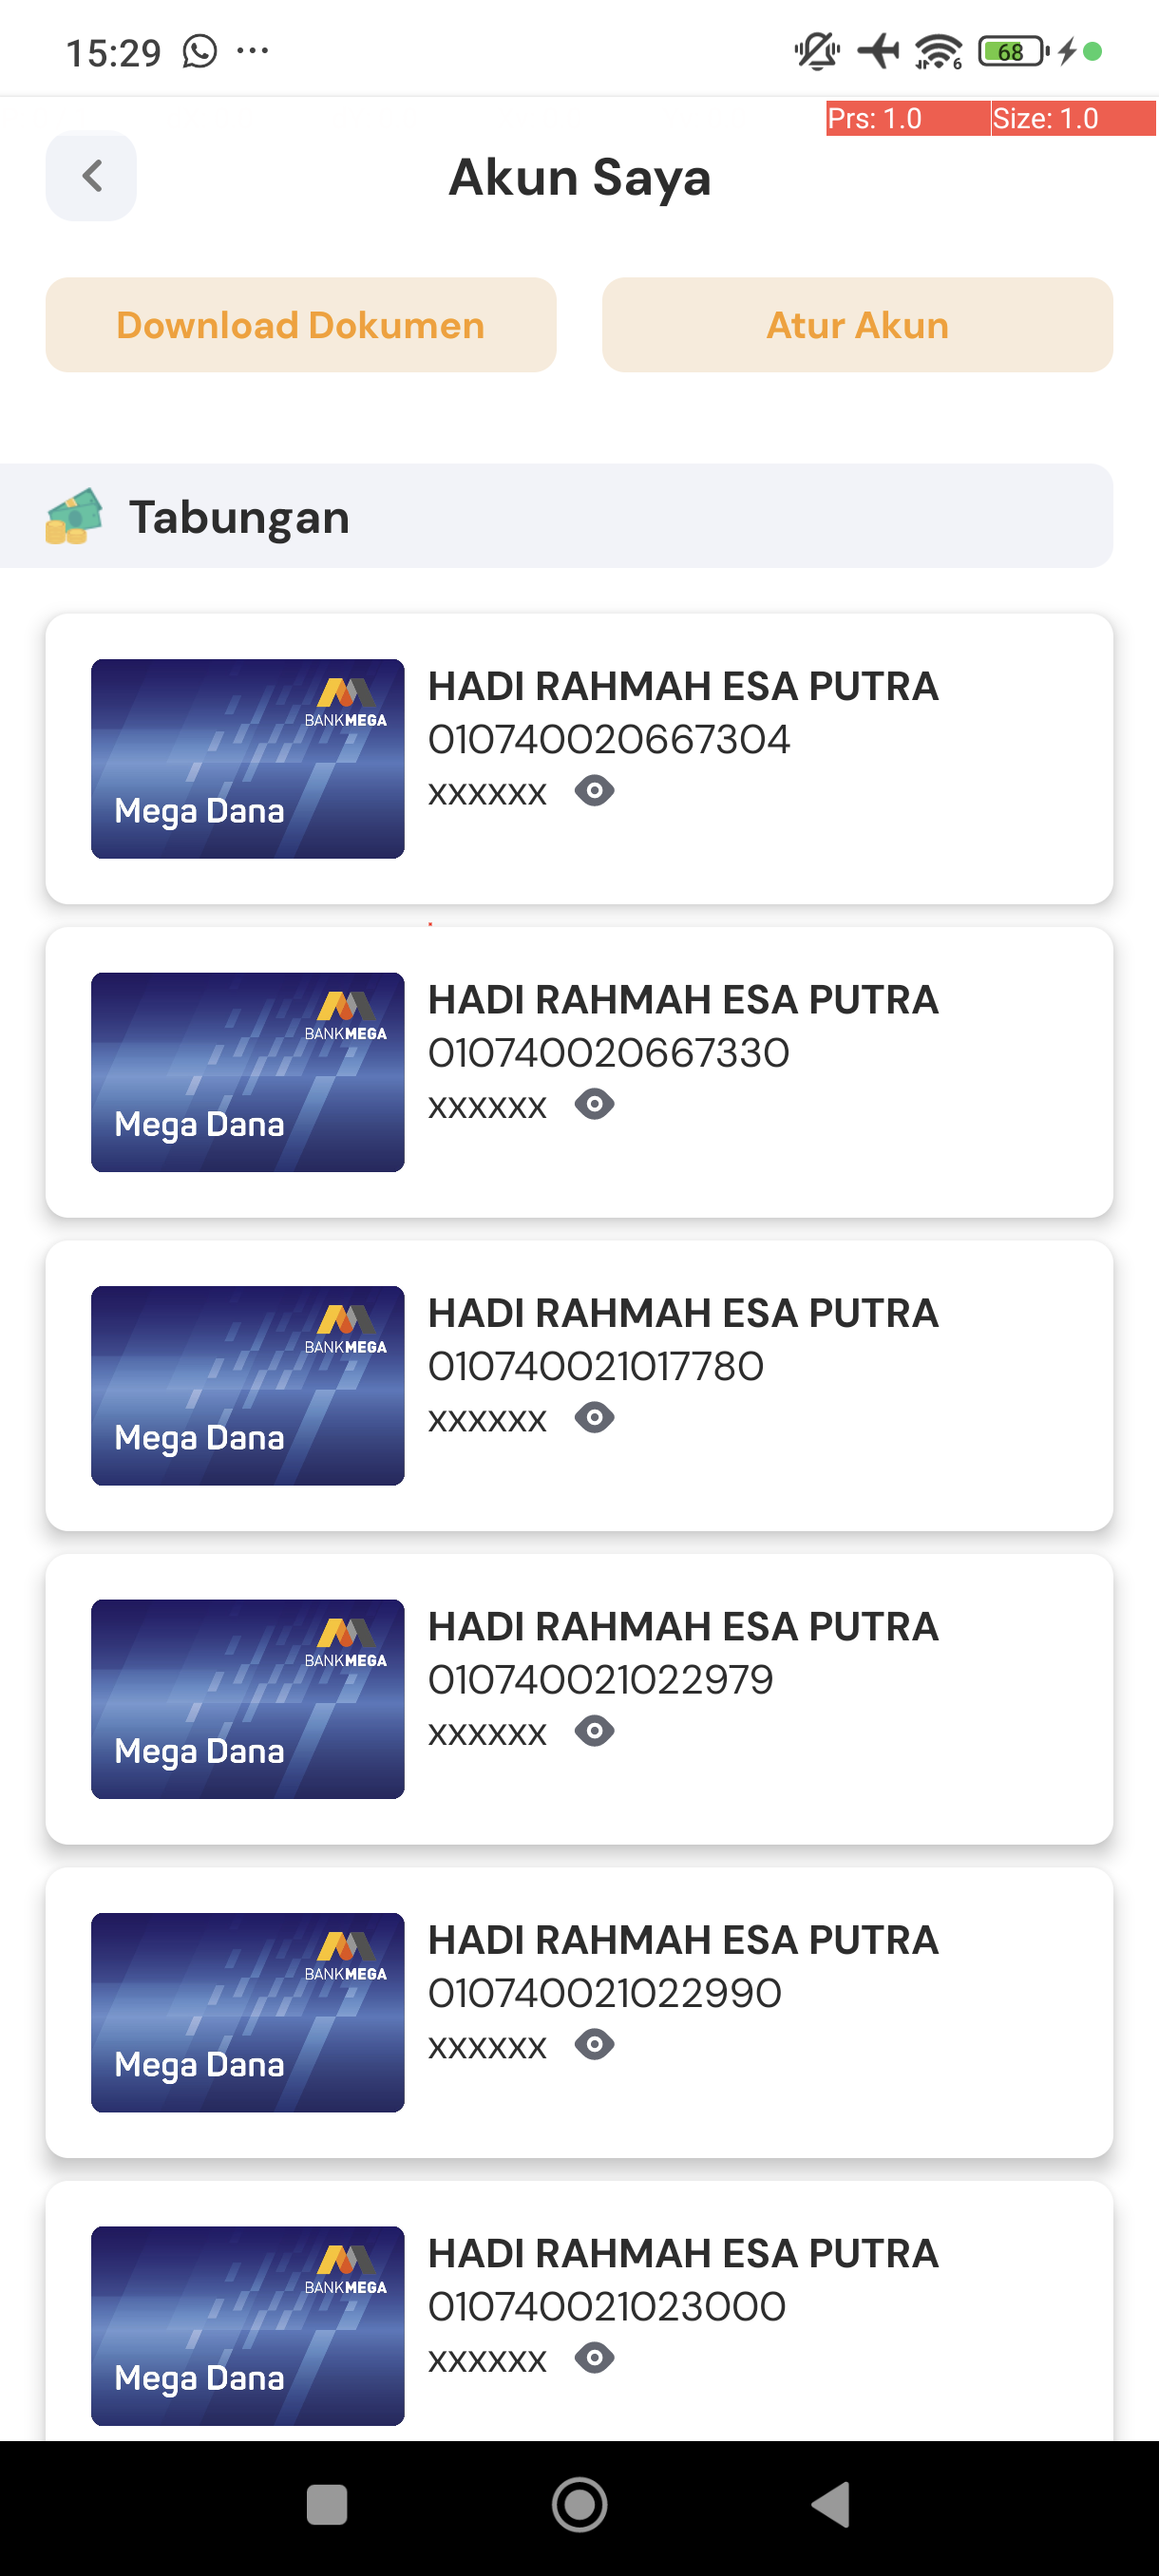 15:29
68
Prs: 1.0 Size: 1.0
Akun Saya
Download Dokumen
Atur Akun
Tabungan
BANKMEGA
Mega Dana
HADI RAHMAH ESA PUTRA
010740020667304
xxxxxx
BANKMEGA
Mega Dana
HADI RAHMAH ESA PUTRA
010740020667330
xxxxxx
BANKMEGA
Mega Dana
HADI RAHMAH ESA PUTRA
010740021017780
xxxxxx
BANKMEGA
Mega Dana
HADI RAHMAH ESA PUTRA
010740021022979
xxxxxx
BANKMEGA
Mega Dana
HADI RAHMAH ESA PUTRA
010740021022990
xxxxxx
BANKMEGA
Mega Dana
HADI RAHMAH ESA PUTRA
010740021023000
xxxxxx